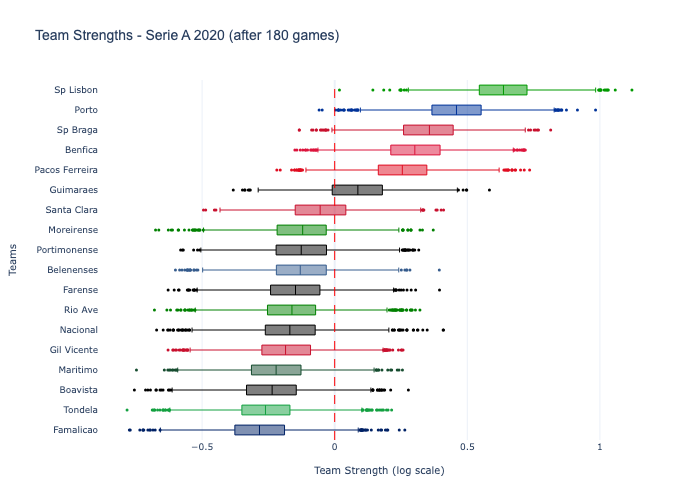 Team Strengths - Serie A 2020 (after 180 games)
Sp Lisbon
Porto
Sp Braga
Benfica
Pacos Ferreira
Guimaraes
Santa Clara
Moreirense
Portimonense
Belenenses
Farense
Rio Ave
Nacional
Gil Vicente
Maritimo
Boavista
Tondela
Famalicao
Teams
−0.5
0
0.5
1
Team Strength (log scale)